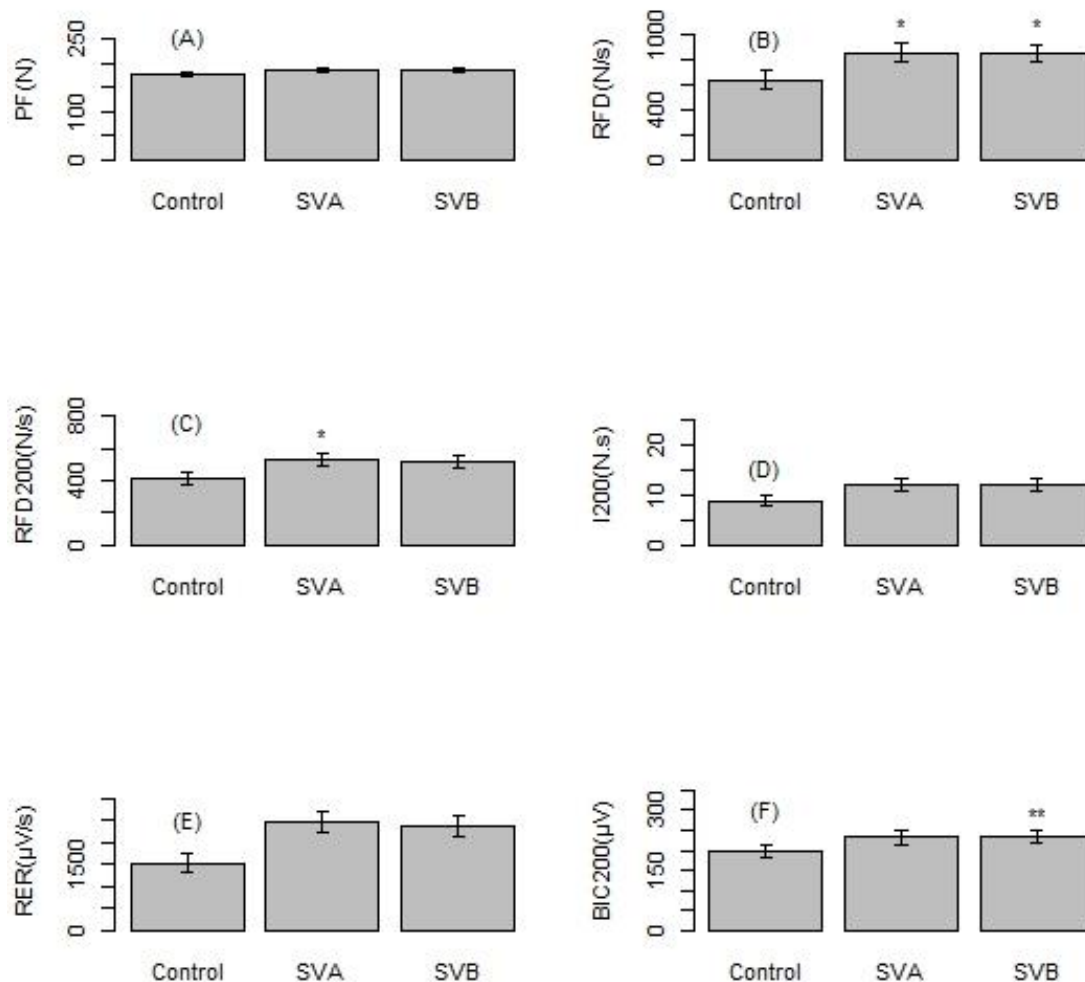 PF(N)
250
100
0
(A)
Control SVA SVB
RFD(N/s)
1000
400
0
(B)
*
*
Control SVA SVB
RFD200(N/s)
800
400
0
(C)
*
Control SVA SVB
I200(N.s)
20
10
0
(D)
Control SVA SVB
RER(µV/s)
1500
0
(E)
Control SVA SVB
BIC200(µV)
300
150
0
(F)
**
Control SVA SVB